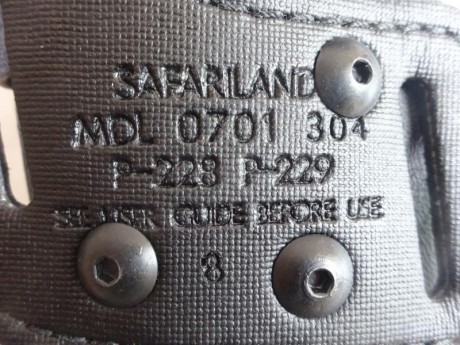 SAFARILAND
MDL 0701 304
P-228 P-229
SEE USER GUIDE BEFORE USE
8